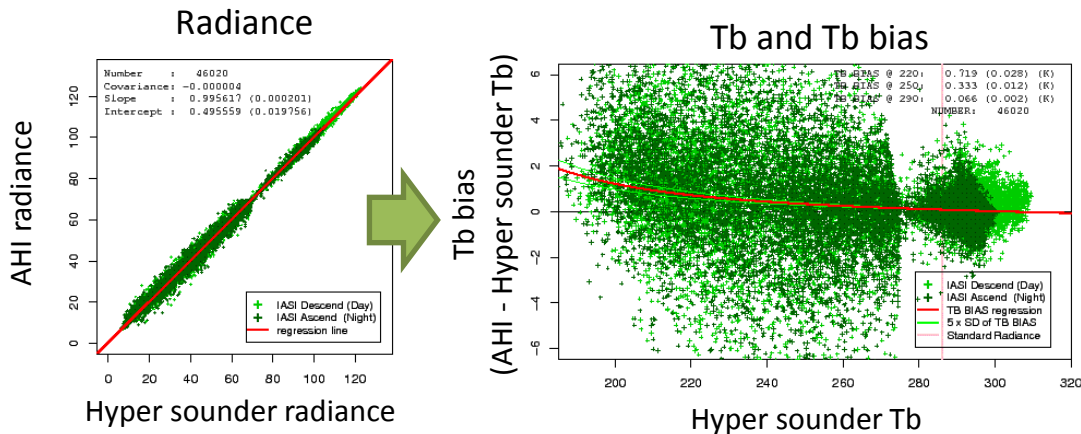 Radiance
Number : 46020
Covariance: -0.000004
Slope : 0.995617 (0.000201)
Intercept : 0.495559 (0.019756)
AHI radiance
0 20 40 60 80 100 120
IASI Descend (Day)
IASI Ascend (Night)
regression line
0 20 40 60 80 100 120
Hyper sounder radiance
Tb and Tb bias
TB BIAS @ 220: 0.719 (0.028) (K)
TB BIAS @ 250: 0.333 (0.012) (K)
TB BIAS @ 290: 0.066 (0.002) (K)
NUMBER: 46020
Tb bias
(AHI - Hyper sounder Tb)
6
4
2
0
-2
-4
-6
IASI Descend (Day)
IASI Ascend (Night)
TB BIAS regression
5 x SD of TB BIAS
Standard Radiance
200 220 240 260 280 300 320
Hyper sounder Tb